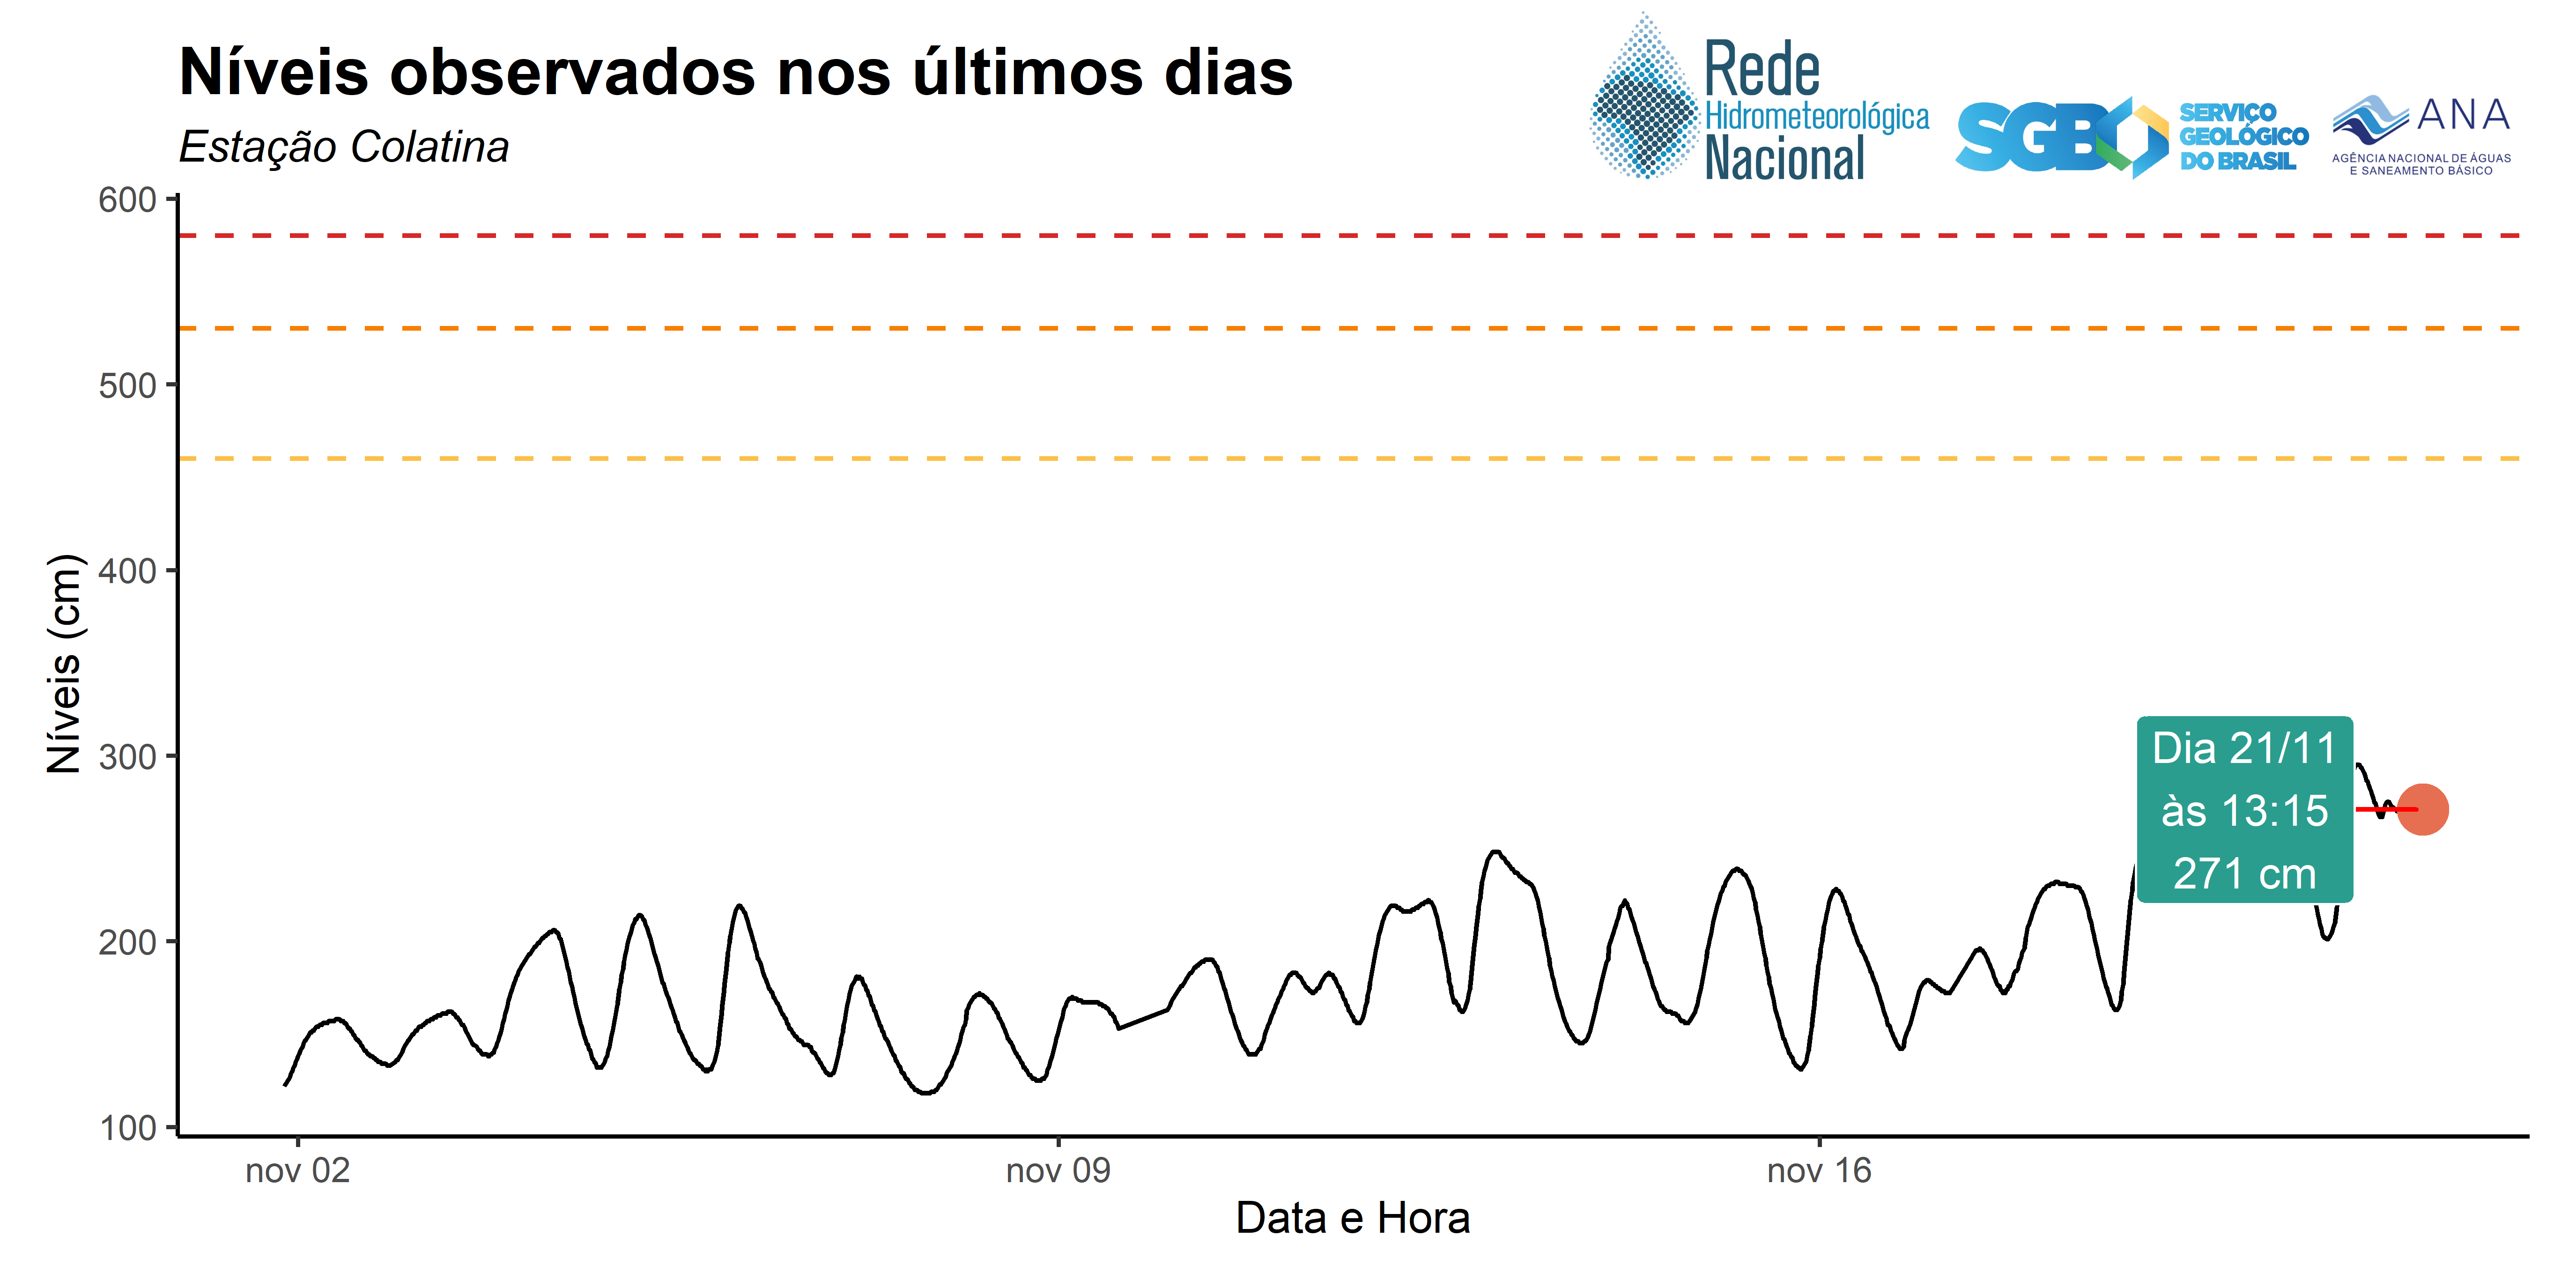 Níveis observados nos últimos dias
Estação Colatina
Rede
Hidrometeorológica
Nacional
SGB
SERVIÇO
GEOLÓGICO
DO BRASIL
ANA
AGÊNCIA NACIONAL DE ÁGUAS
E SANEAMENTO BÁSICO
600
500
400
300
200
100
Níveis (cm)
Dia 21/11
às 13:15
271 cm
nov 02
nov 09
nov 16
Data e Hora